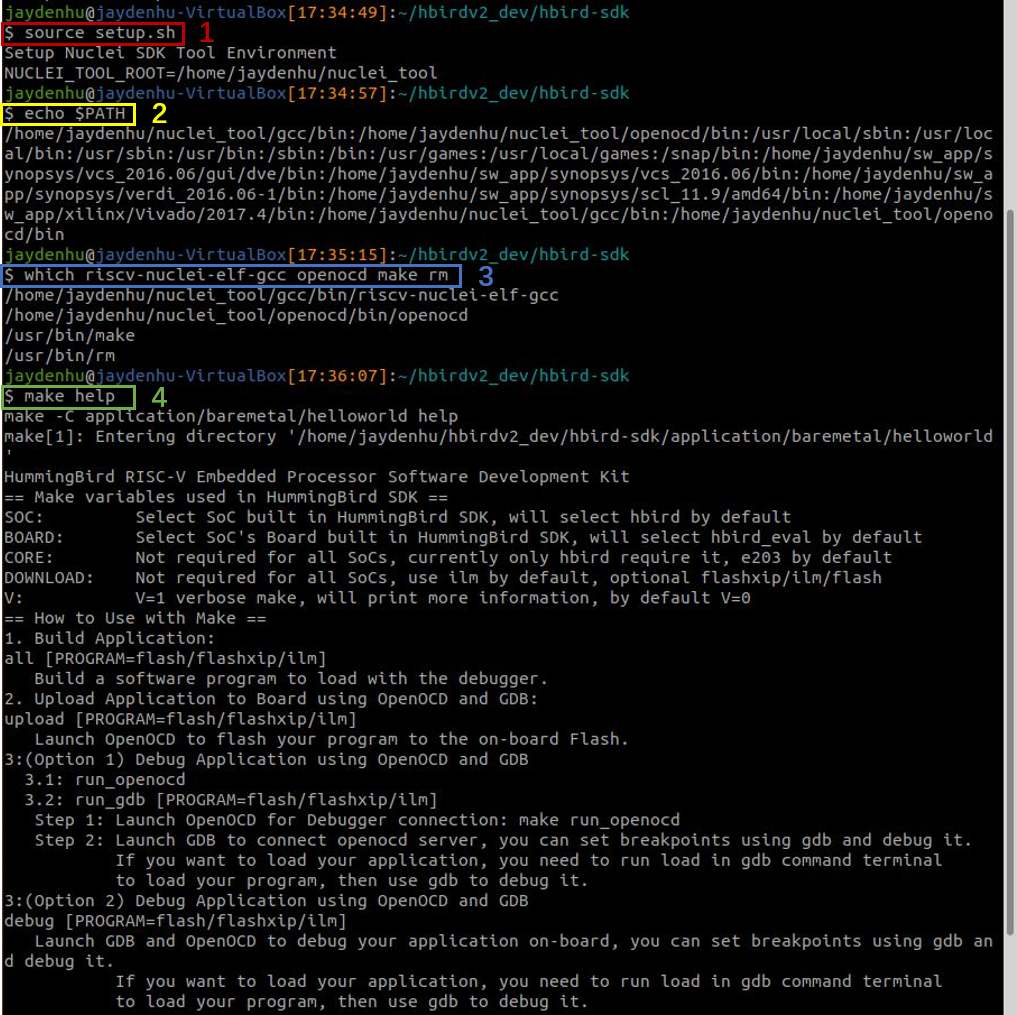 jaydenhu@jaydenhu-VirtualBox[17:34:49]:~/hbirdv2_dev/hbird-sdk
$ source setup.sh 1
Setup Nuclei SDK Tool Environment
NUCLEI_TOOL_ROOT=/home/jaydenhu/nuclei_tool
jaydenhu@jaydenhu-VirtualBox[17:34:57]:~/hbirdv2_dev/hbird-sdk
$ echo $PATH 2
/home/jaydenhu/nuclei_tool/gcc/bin:/home/jaydenhu/nuclei_tool/openocd/bin:/usr/local/sbin:/usr/loc
al/bin:/usr/sbin:/usr/bin:/sbin:/bin:/usr/games:/usr/local/games:/snap/bin:/home/jaydenhu/sw_app/s
ynopsys/vcs_2016.06/gui/dve/bin:/home/jaydenhu/sw_app/synopsys/vcs_2016.06/bin:/home/jaydenhu/sw_a
pp/synopsys/verdi_2016.06-1/bin:/home/jaydenhu/sw_app/synopsys/scl_11.9/amd64/bin:/home/jaydenhu/s
w_app/xilinx/Vivado/2017.4/bin:/home/jaydenhu/nuclei_tool/gcc/bin:/home/jaydenhu/nuclei_tool/openo
cd/bin
jaydenhu@jaydenhu-VirtualBox[17:35:15]:~/hbirdv2_dev/hbird-sdk
$ which riscv-nuclei-elf-gcc openocd make rm 3
/home/jaydenhu/nuclei_tool/gcc/bin/riscv-nuclei-elf-gcc
/home/jaydenhu/nuclei_tool/openocd/bin/openocd
/usr/bin/make
/usr/bin/rm
jaydenhu@jaydenhu-VirtualBox[17:36:07]:~/hbirdv2_dev/hbird-sdk
$ make help 4
make -C application/baremetal/helloworld help
make[1]: Entering directory '/home/jaydenhu/hbirdv2_dev/hbird-sdk/application/baremetal/helloworld
'
HummingBird RISC-V Embedded Processor Software Development Kit
== Make variables used in HummingBird SDK ==
SOC:         Select SoC built in HummingBird SDK, will select hbird by default
BOARD:       Select SoC's Board built in HummingBird SDK, will select hbird_eval by default
CORE:        Not required for all SoCs, currently only hbird require it, e203 by default
DOWNLOAD:    Not required for all SoCs, use ilm by default, optional flashxip/ilm/flash
V:           V=1 verbose make, will print more information, by default V=0
== How to Use with Make ==
1. Build Application:
all [PROGRAM=flash/flashxip/ilm]
   Build a software program to load with the debugger.
2. Upload Application to Board using OpenOCD and GDB:
upload [PROGRAM=flash/flashxip/ilm]
   Launch OpenOCD to flash your program to the on-board Flash.
3:(Option 1) Debug Application using OpenOCD and GDB
  3.1: run_openocd
  3.2: run_gdb [PROGRAM=flash/flashxip/ilm]
   Step 1: Launch OpenOCD for Debugger connection: make run_openocd
   Step 2: Launch GDB to connect openocd server, you can set breakpoints using gdb and debug it.
           If you want to load your application, you need to run load in gdb command terminal
           to load your program, then use gdb to debug it.
3:(Option 2) Debug Application using OpenOCD and GDB
debug [PROGRAM=flash/flashxip/ilm]
   Launch GDB and OpenOCD to debug your application on-board, you can set breakpoints using gdb an
d debug it.
           If you want to load your application, you need to run load in gdb command terminal
           to load your program, then use gdb to debug it.